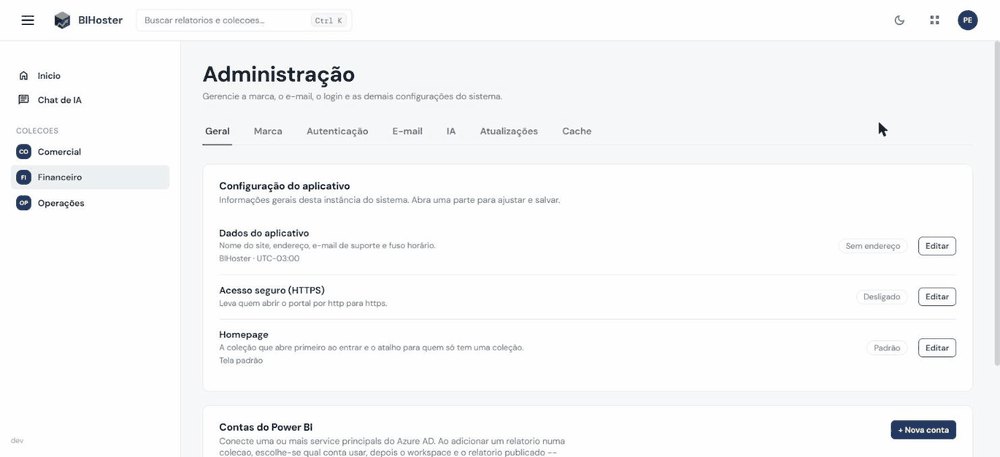 BIHoster
Buscar relatorios e colecoes...
Ctrl K
PE
Inicio
Chat de IA
COLECOES
CO
Comercial
FI
Financeiro
OP
Operações
dev
Administração
Gerencie a marca, o e-mail, o login e as demais configurações do sistema.
Geral
Marca
Autenticação
E-mail
IA
Atualizações
Cache
Configuração do aplicativo
Informações gerais desta instância do sistema. Abra uma parte para ajustar e salvar.
Dados do aplicativo
Nome do site, endereço, e-mail de suporte e fuso horário.
BIHoster · UTC-03:00
Sem endereço
Editar
Acesso seguro (HTTPS)
Leva quem abrir o portal por http para https.
Desligado
Editar
Homepage
A coleção que abre primeiro ao entrar e o atalho para quem só tem uma coleção.
Tela padrão
Padrão
Editar
Contas do Power BI
Conecte uma ou mais service principals do Azure AD. Ao adicionar um relatorio numa
colecao, escolhe-se qual conta usar, depois o workspace e o relatorio publicado --
+ Nova conta